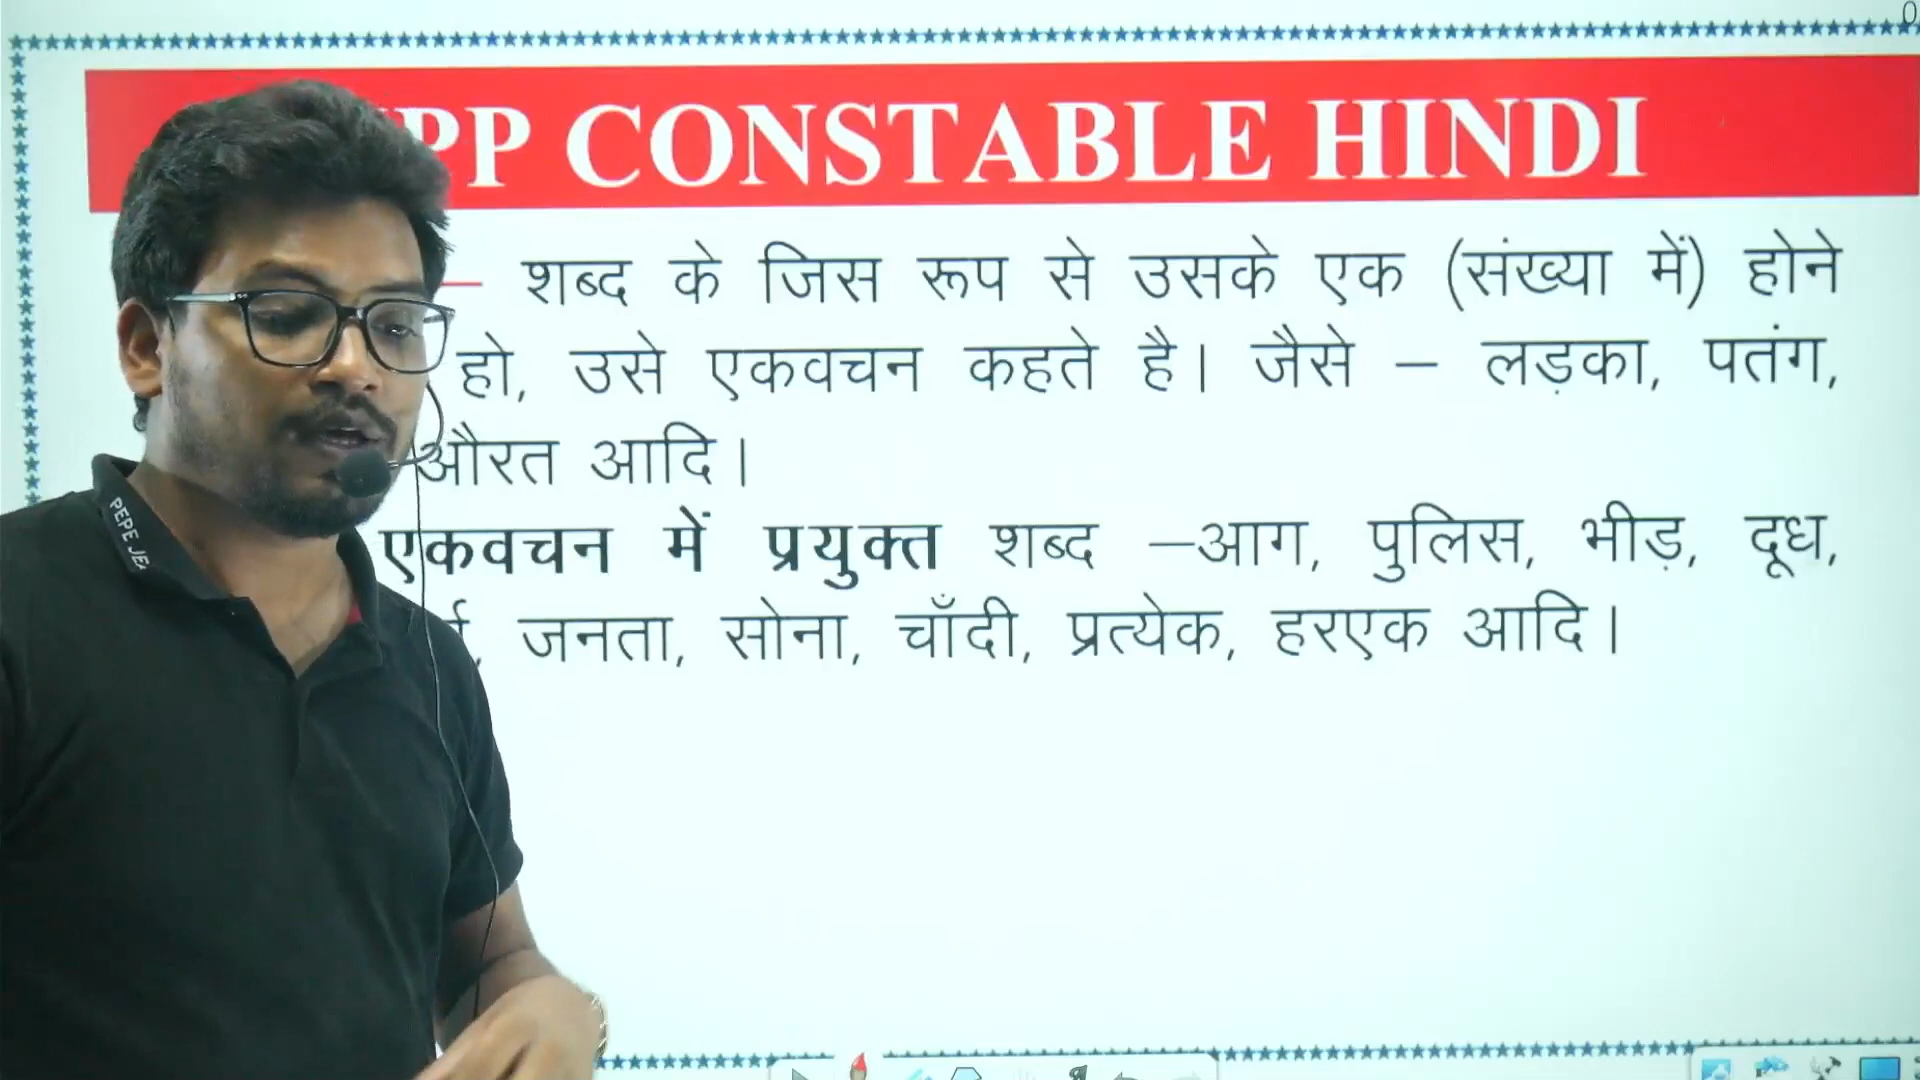 PP CONSTABLE HINDI
– शब्द के जिस रूप से उसके एक (संख्या में) होने
हो, उसे एकवचन कहते है। जैसे – लड़का, पतंग,
औरत आदि।
एकवचन में प्रयुक्त शब्द –आग, पुलिस, भीड़, दूध,
, जनता, सोना, चाँदी, प्रत्येक, हरएक आदि।
PEPE JEA